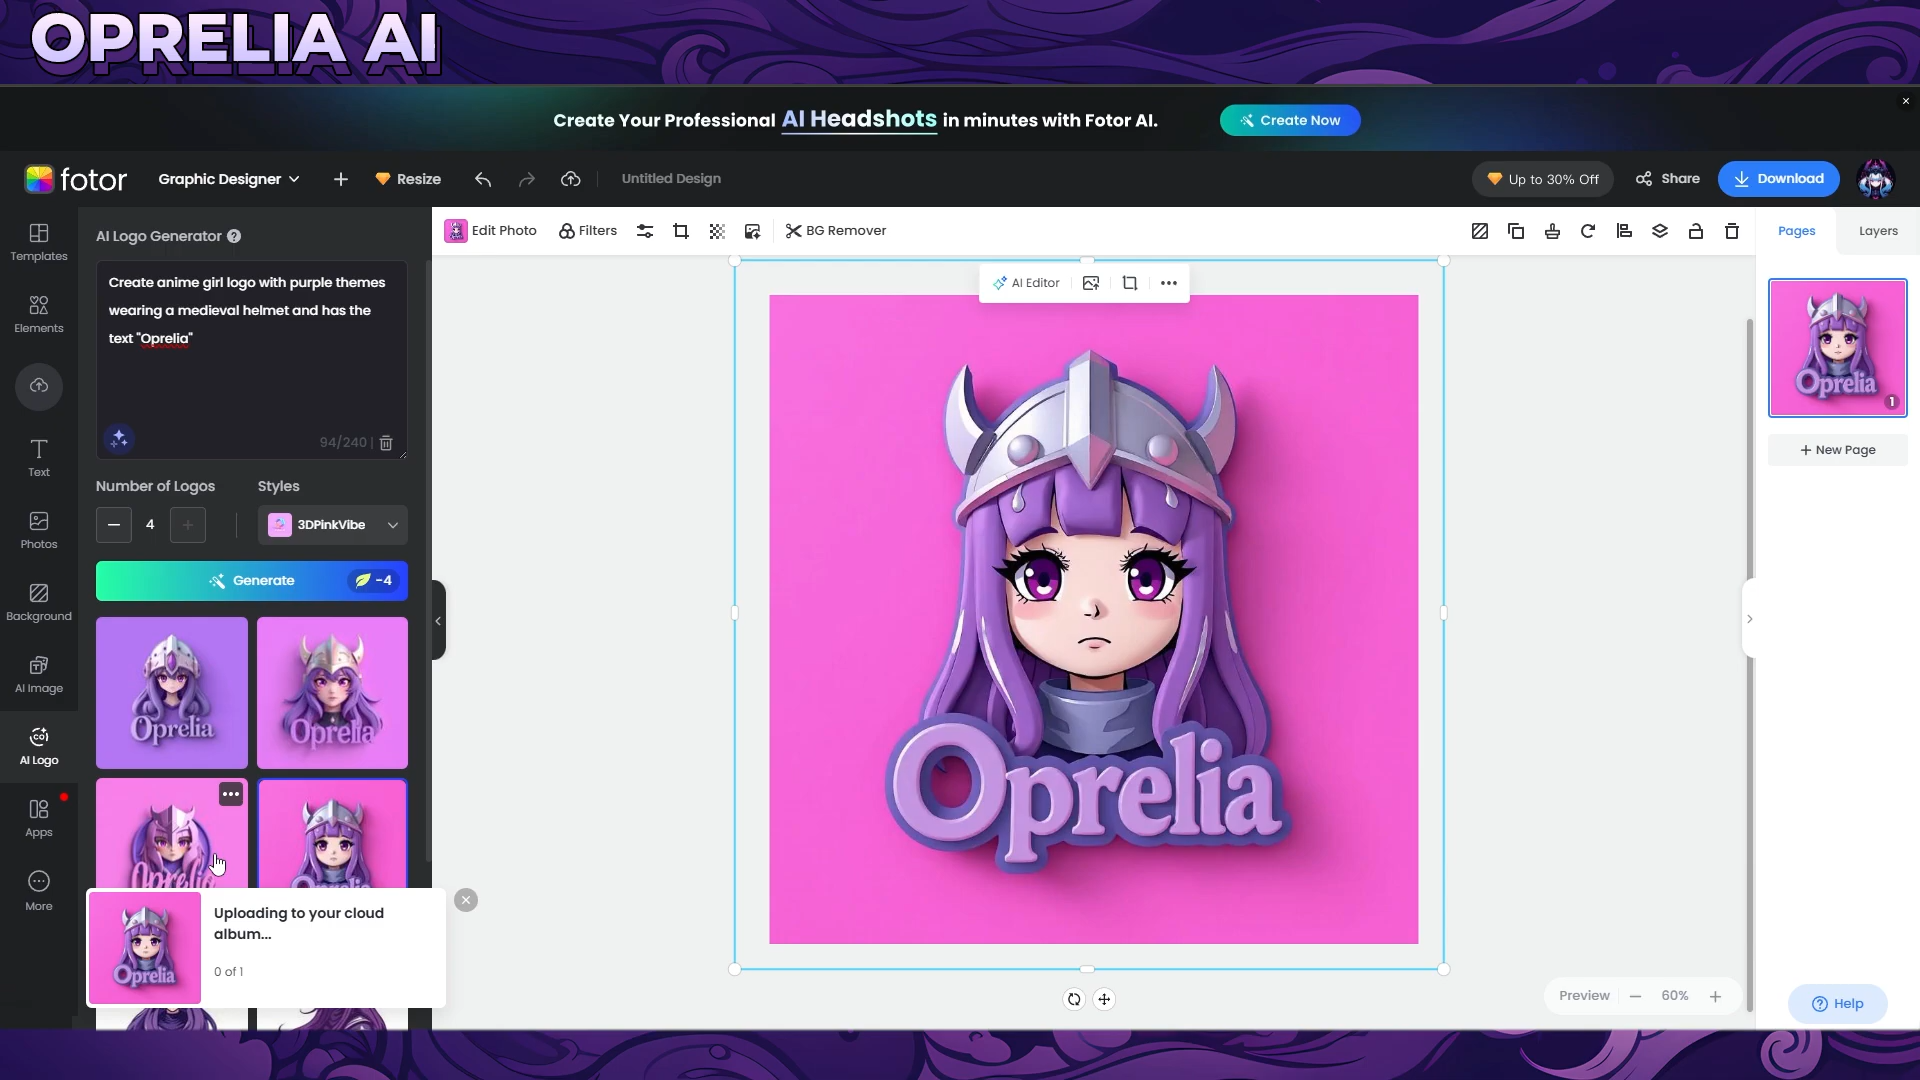 OPRELIA AI
Create Your Professional AI Headshots in minutes with Fotor AI.
Create Now
fotor
Graphic Designer
Resize
Untitled Design
Up to 30% Off
Share
Download
Templates
Elements
Text
Photos
Background
AI Image
AI Logo
Apps
More
AI Logo Generator ?
Create anime girl logo with purple themes
wearing a medieval helmet and has the
text "Oprelia"
94/240 |
Number of Logos
Styles
4
3DPinkVibe
Generate
-4
Oprelia
Oprelia
Oprelia
Oprelia
Uploading to your cloud
album...
0 of 1
Oprelia
Edit Photo
Filters
BG Remover
AI Editor
Oprelia
Pages
Layers
Oprelia
1
+ New Page
Preview
60%
Help